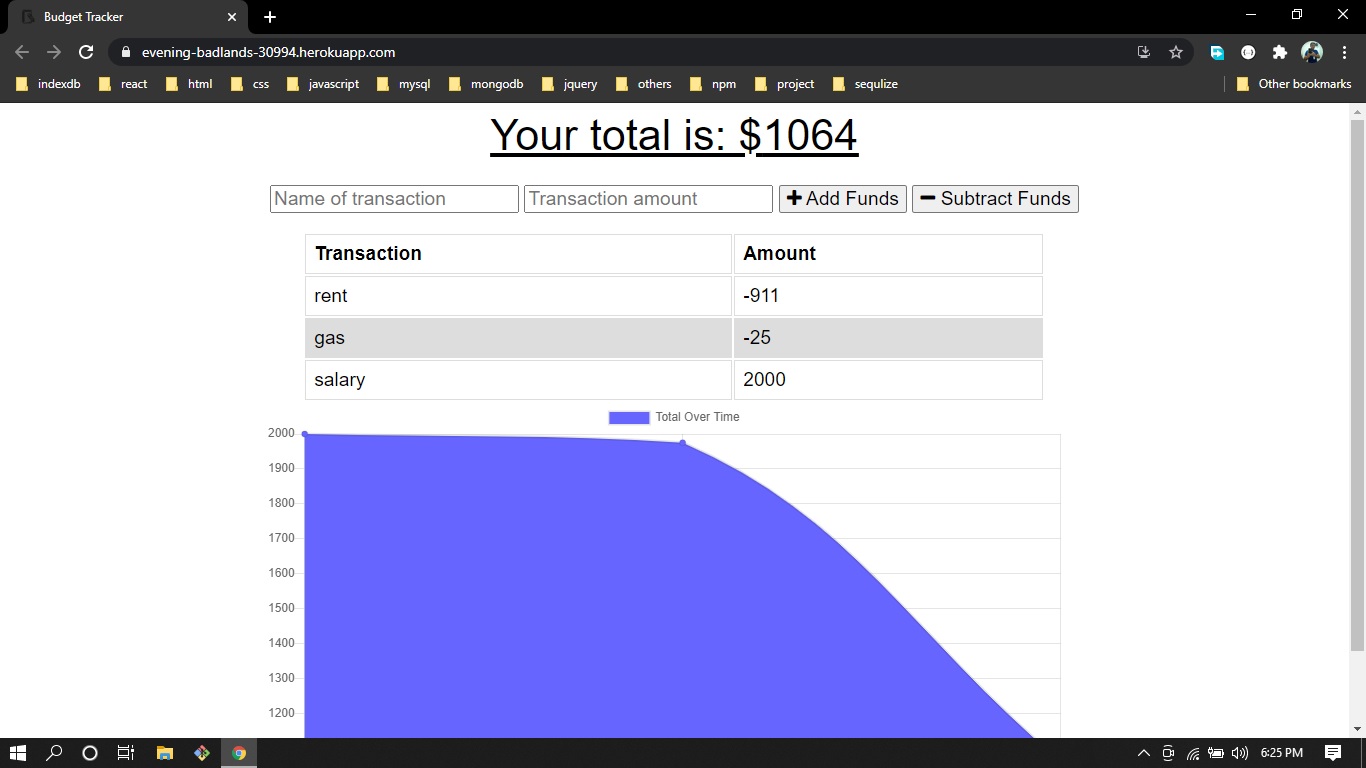 Budget Tracker
evening-badlands-30994.herokuapp.com
indexdb react html css javascript mysql mongodb jquery others npm project sequlize Other bookmarks
Your total is: $1064
Name of transaction Transaction amount Add Funds Subtract Funds
Transaction Amount
rent -911
gas -25
salary 2000
Total Over Time
2000
1900
1800
1700
1600
1500
1400
1300
1200
6:25 PM